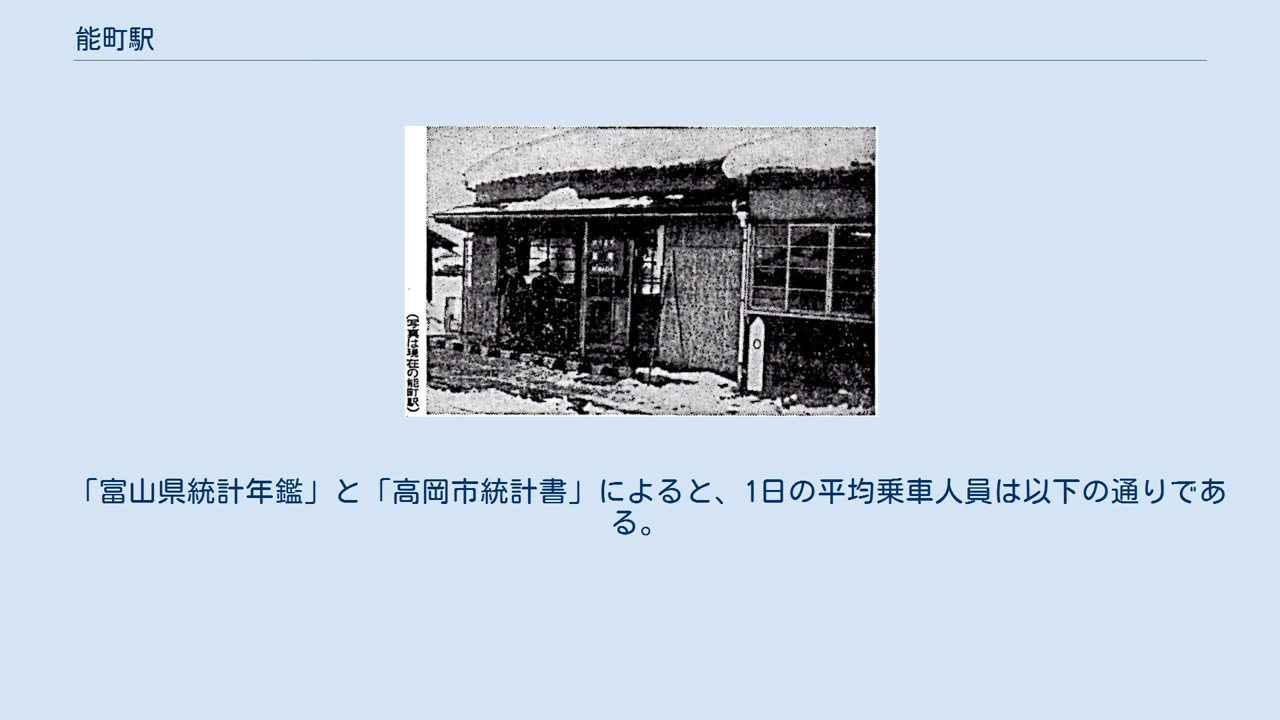 能町駅
(写真は現在の能町駅)
「富山県統計年鑑」と「高岡市統計書」によると、1日の平均乗車人員は以下の通りであ
る。